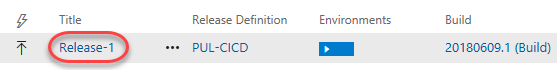 Title Release Definition Environments Build
Release-1 ••• PUL-CICD 20180609.1 (Build)